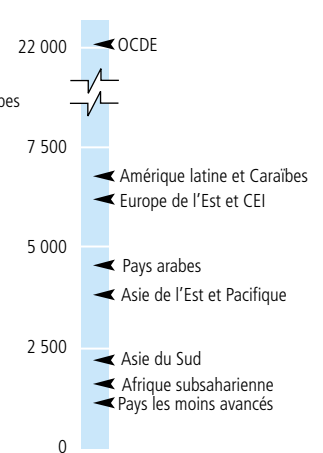 22 000
OCDE
bes
7 500
Amérique latine et Caraïbes
Europe de l'Est et CEI
5 000
Pays arabes
Asie de l'Est et Pacifique
2 500
Asie du Sud
Afrique subsaharienne
Pays les moins avancés
0